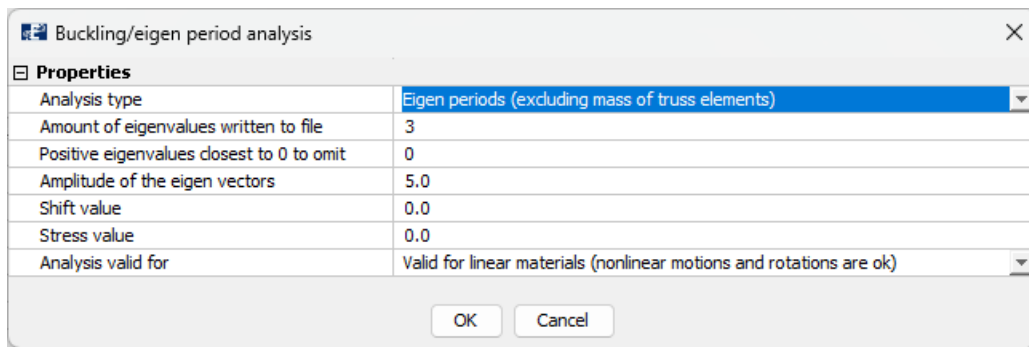 Buckling/eigen period analysis
Properties
Analysis type Eigen periods (excluding mass of truss elements)
Amount of eigenvalues written to file 3
Positive eigenvalues closest to 0 to omit 0
Amplitude of the eigen vectors 5.0
Shift value 0.0
Stress value 0.0
Analysis valid for Valid for linear materials (nonlinear motions and rotations are ok)
OK Cancel